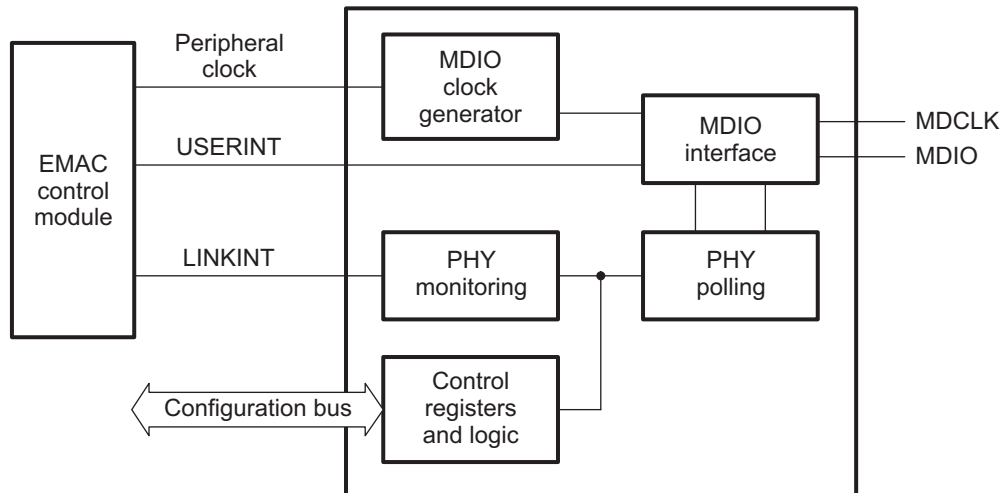 Peripheral
clock
MDIO
clock
generator
MDIO
interface
MDCLK
MDIO
USERINT
EMAC
control
module
LINKINT
PHY
monitoring
PHY
polling
Configuration bus
Control
registers
and logic